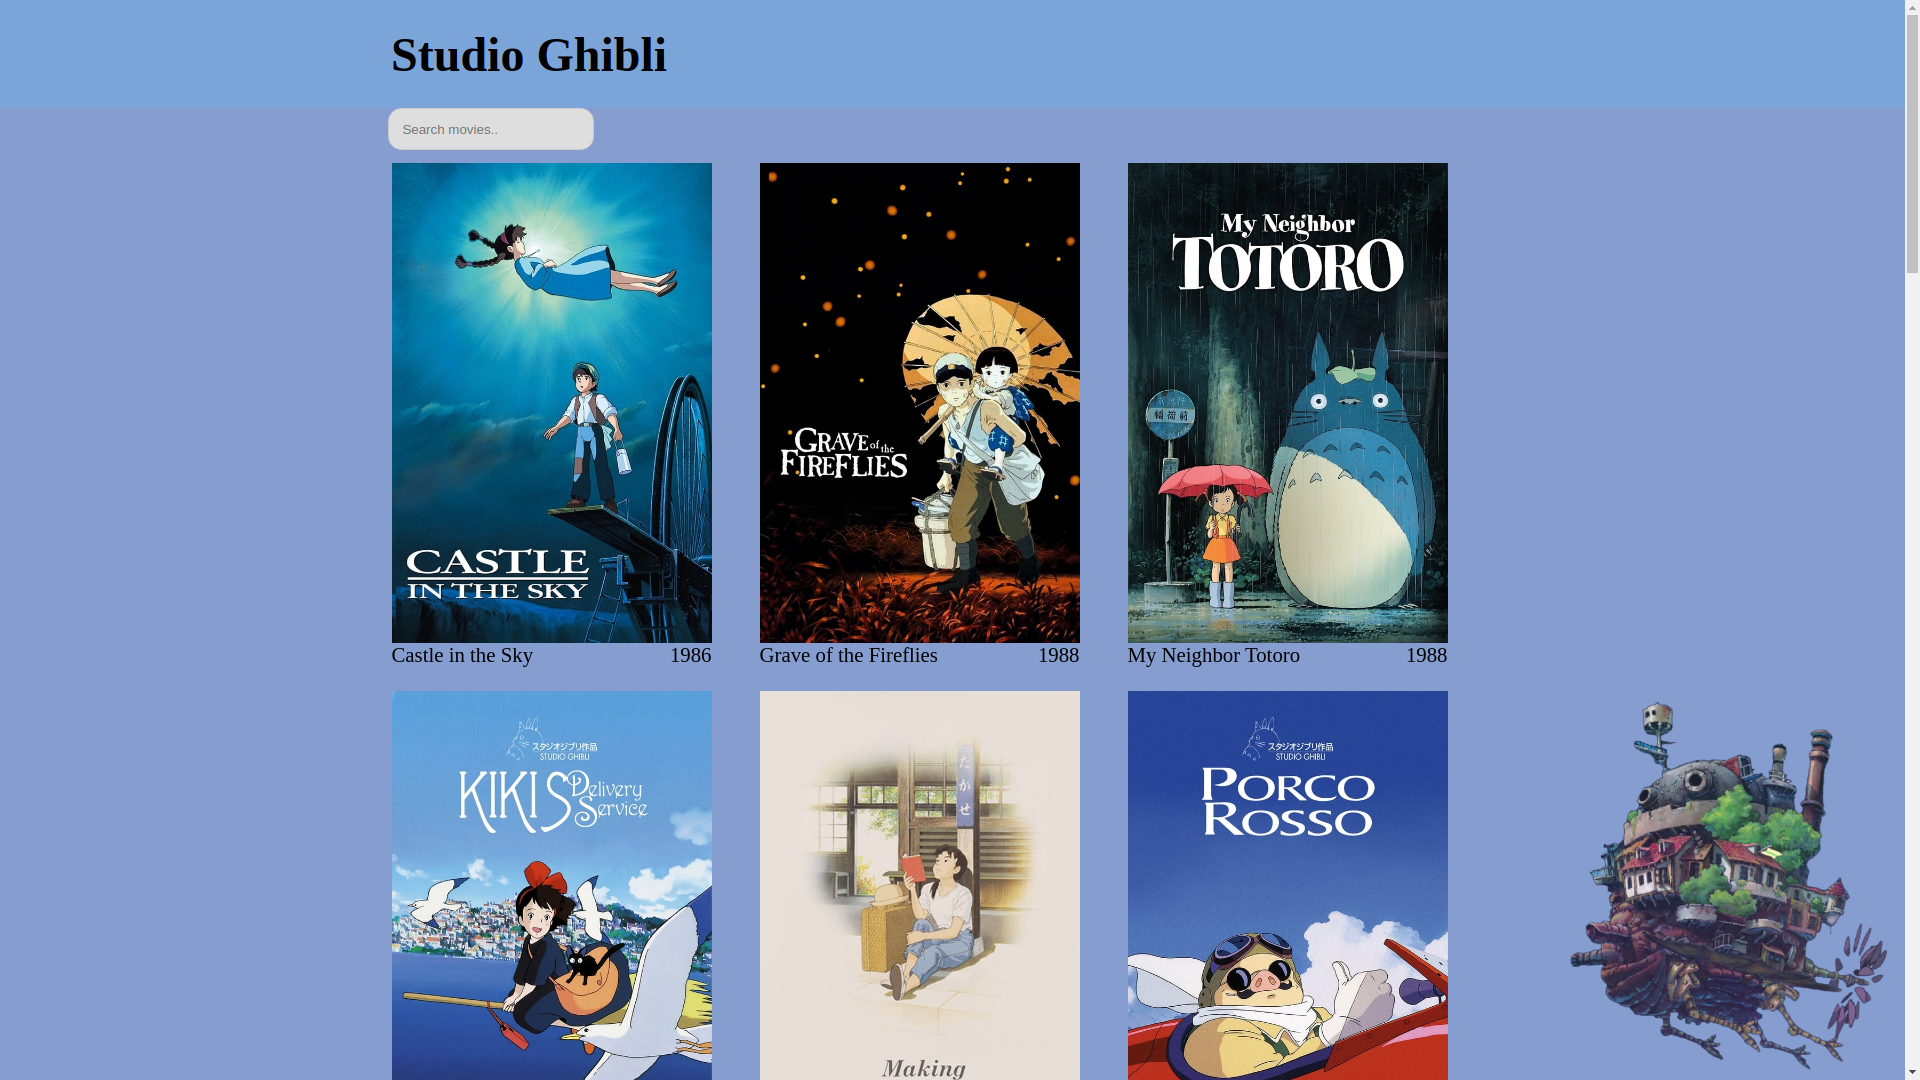 Studio Ghibli
Search movies..
CASTLE
IN THE SKY
GRAVE of the
FIREFLIES
My Neighbor
TOTORO
稲荷前
Castle in the Sky
1986
Grave of the Fireflies
1988
My Neighbor Totoro
1988
スタジオジブリ作品
STUDIO GHIBLI
KIKI'S Delivery
Service
たかせ
Making
スタジオジブリ作品
STUDIO GHIBLI
PORCO
ROSSO